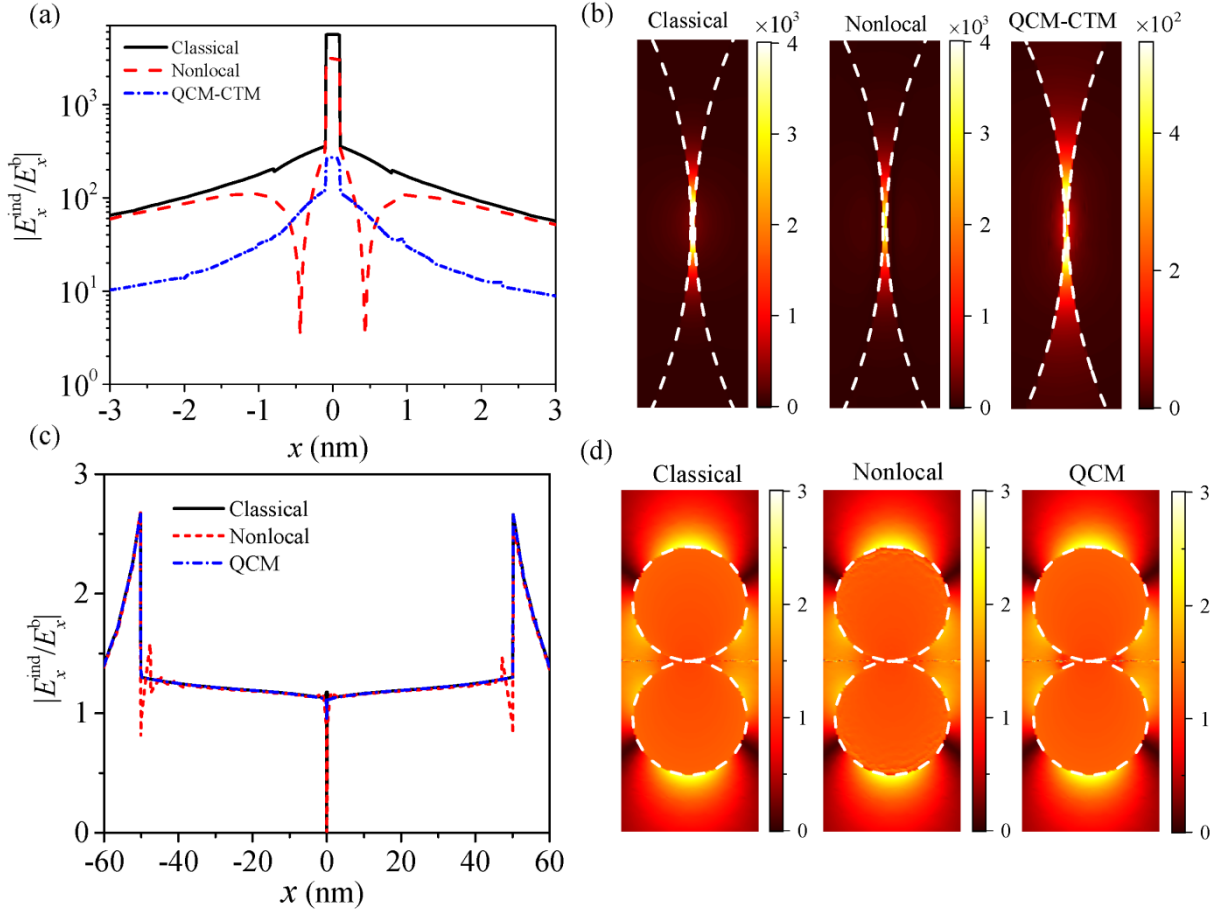 (a)
Classical
Nonlocal
QCM-CTM
|E_x^ind/E_x^b|
10^3
10^2
10^1
10^0
-3 -2 -1 0 1 2 3
x (nm)
(b)
Classical
×10^3
4
3
2
1
0
Nonlocal
×10^3
4
3
2
1
0
QCM-CTM
×10^2
4
2
0
(c)
Classical
Nonlocal
QCM
|E_x^ind/E_x^b|
3
2
1
0
-60 -40 -20 0 20 40 60
x (nm)
(d)
Classical
3
2
1
0
Nonlocal
3
2
1
0
QCM
3
2
1
0